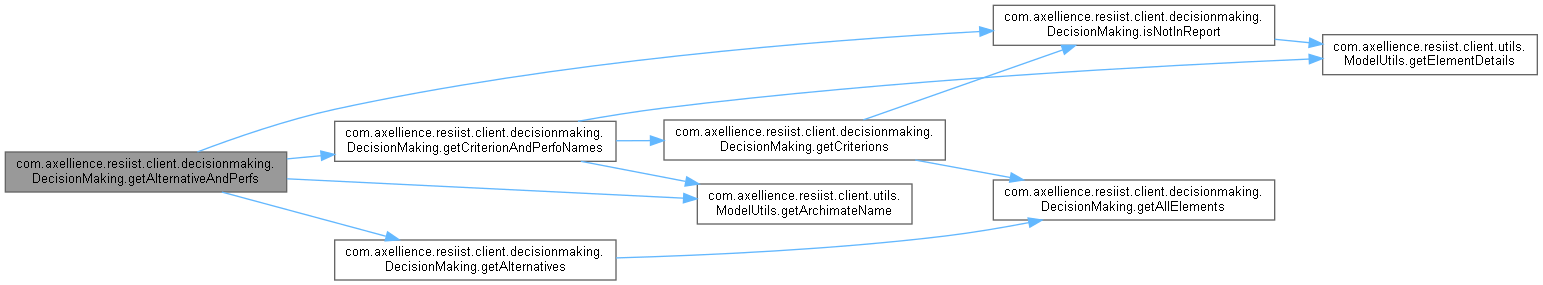 com.axellience.resiist.client.decisionmaking.
DecisionMaking.isNotInReport
com.axellience.resiist.client.utils.
ModelUtils.getElementDetails
com.axellience.resiist.client.decisionmaking.
DecisionMaking.getCriterionAndPerfoNames
com.axellience.resiist.client.decisionmaking.
DecisionMaking.getCriterions
com.axellience.resiist.client.decisionmaking.
DecisionMaking.getAlternativeAndPerfs
com.axellience.resiist.client.utils.
ModelUtils.getArchimateName
com.axellience.resiist.client.decisionmaking.
DecisionMaking.getAllElements
com.axellience.resiist.client.decisionmaking.
DecisionMaking.getAlternatives